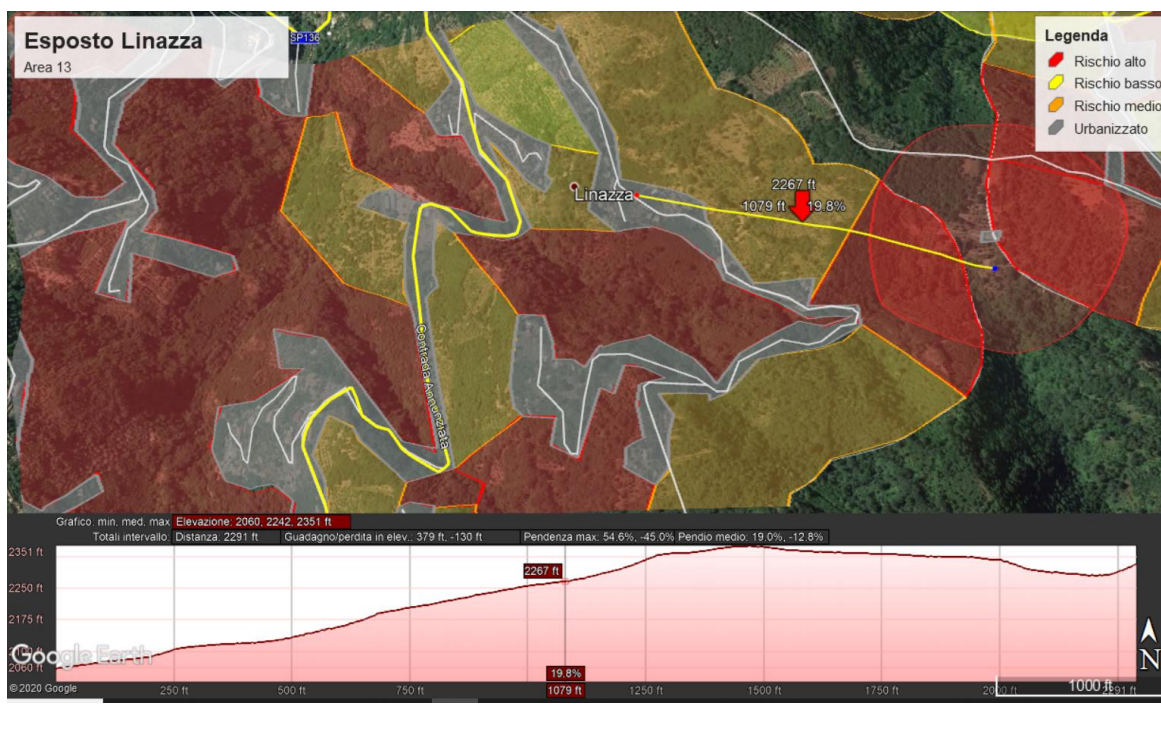 Esposto Linazza
Area 13
SP136
Legenda
Rischio alto
Rischio basso
Rischio medio
Urbanizzato
2267 ft
1079 ft 19.8%
Linazza
Contrada Annunziata
Grafico: min. med. max Elevazione: 2060, 2242, 2351 ft
Totali intervallo: Distanza: 2291 ft Guadagno/perdita in elev.: 379 ft, -130 ft Pendenza max: 54.6%, -45.0% Pendio medio: 19.0%, -12.8%
2351 ft
2267 ft
2250 ft
2175 ft
2060 ft
Google Earth
N
19.8%
© 2020 Google
250 ft 500 ft 750 ft 1079 ft 1250 ft 1500 ft 1750 ft 2000 ft 2291 ft
1000 ft